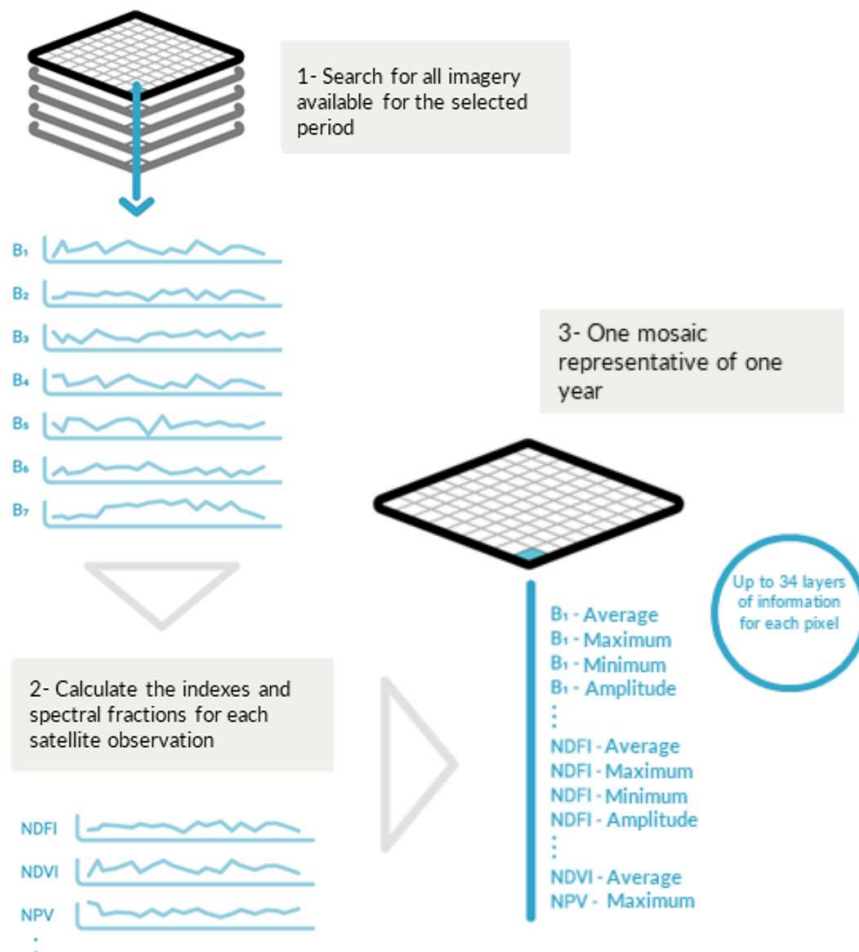 1- Search for all imagery
available for the selected
period
B₁
B₂
B₃
B₄
B₅
B₆
B₇
2- Calculate the indexes and
spectral fractions for each
satellite observation
NDFI
NDVI
NPV
3- One mosaic
representative of one
year
Up to 34 layers
of information
for each pixel
B₁ - Average
B₁ - Maximum
B₁ - Minimum
B₁ - Amplitude
NDFI - Average
NDFI - Maximum
NDFI - Minimum
NDFI - Amplitude
NDVI - Average
NPV - Maximum